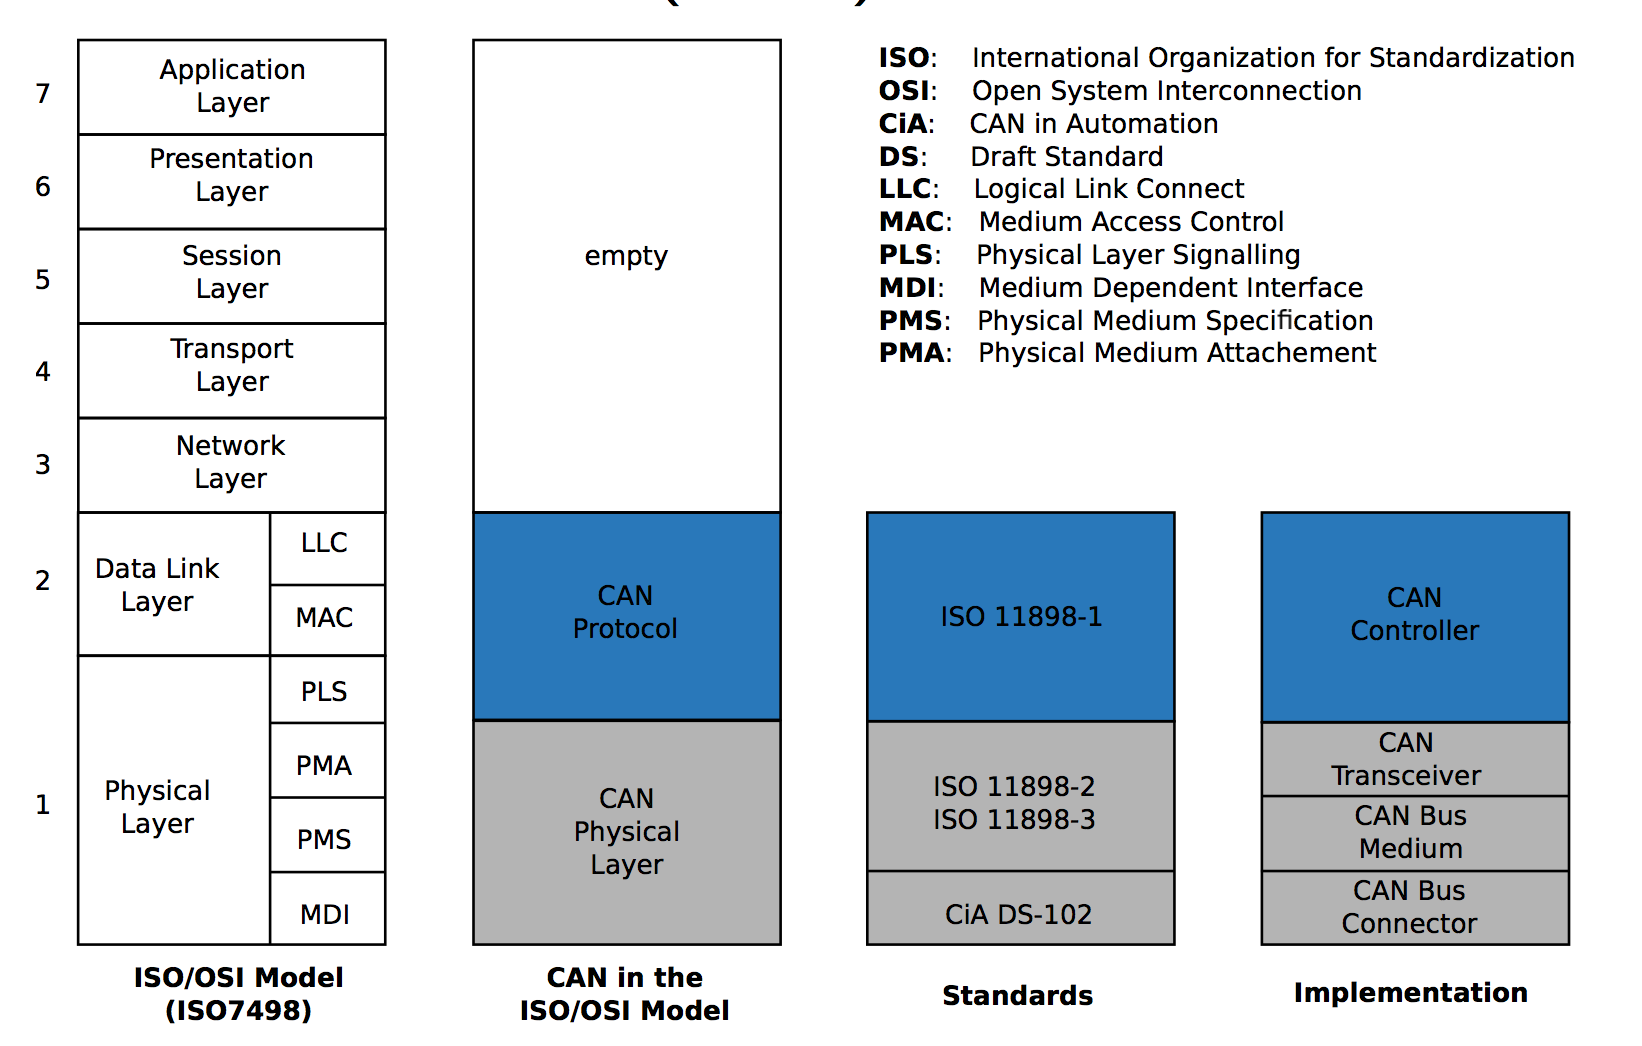 7
Application
Layer
6
Presentation
Layer
5
Session
Layer
4
Transport
Layer
3
Network
Layer
2
Data Link
Layer
LLC
MAC
1
Physical
Layer
PLS
PMA
PMS
MDI
ISO/OSI Model
(ISO7498)
empty
CAN
Protocol
CAN
Physical
Layer
CAN in the
ISO/OSI Model
ISO: International Organization for Standardization
OSI: Open System Interconnection
CiA: CAN in Automation
DS: Draft Standard
LLC: Logical Link Connect
MAC: Medium Access Control
PLS: Physical Layer Signalling
MDI: Medium Dependent Interface
PMS: Physical Medium Specification
PMA: Physical Medium Attachement
ISO 11898-1
ISO 11898-2
ISO 11898-3
CiA DS-102
Standards
CAN
Controller
CAN
Transceiver
CAN Bus
Medium
CAN Bus
Connector
Implementation